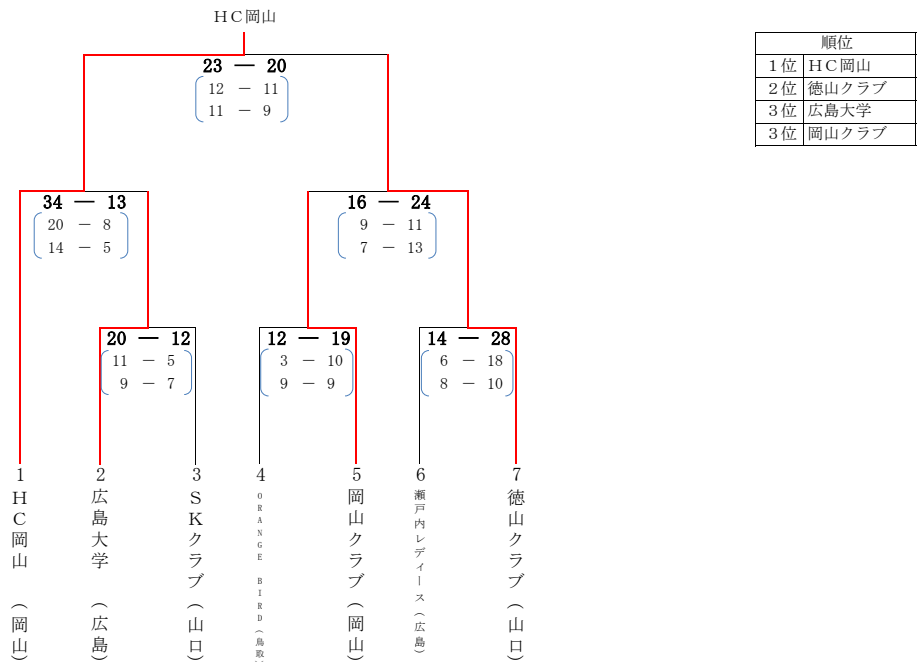 HC岡山
23 ー 20
12 － 11
11 － 9
順位
1位 HC岡山
2位 徳山クラブ
3位 広島大学
3位 岡山クラブ
34 ー 13
20 － 8
14 － 5
16 ー 24
9 － 11
7 － 13
20 ー 12
11 － 5
9 － 7
12 ー 19
3 － 10
9 － 9
14 ー 28
6 － 18
8 － 10
1 HC岡山 (岡山)
2 広島大学 (広島)
3 SKクラブ (山口)
4 ORANGE BIRD (鳥取)
5 岡山クラブ (岡山)
6 瀬戸内レディース (広島)
7 徳山クラブ (山口)